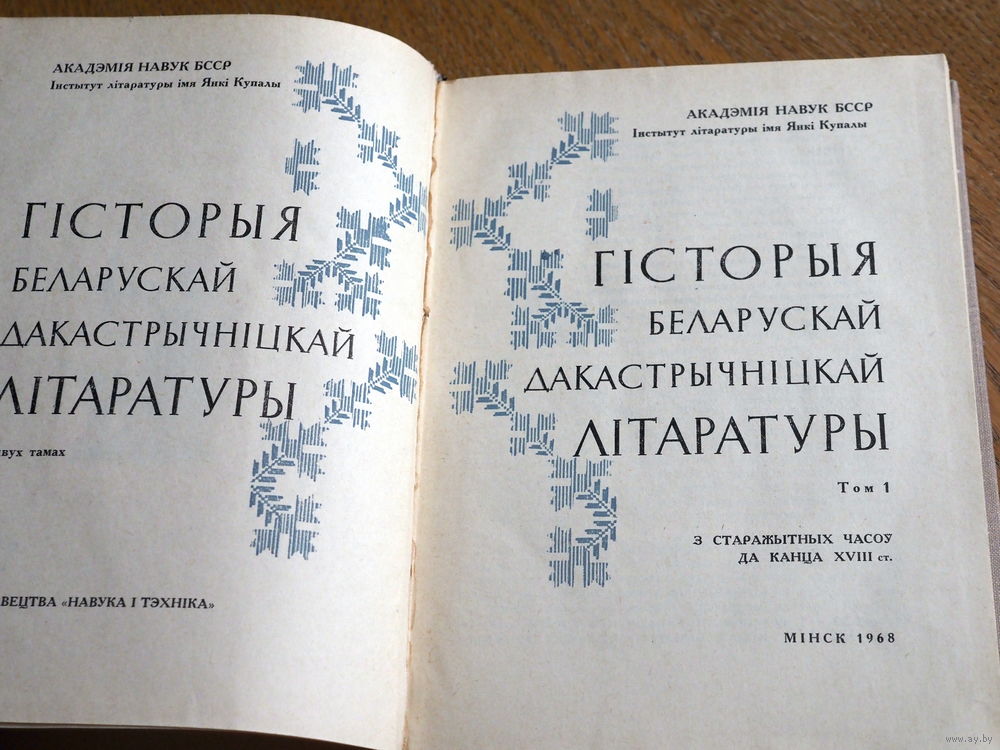 АКАДЭМІЯ НАВУК БССР
Інстытут літаратуры імя Янкі Купалы
ГІСТОРЫЯ
БЕЛАРУСКАЙ
ДАКАСТРЫЧНІЦКАЙ
ЛІТАРАТУРЫ
вух тамах
ВЕЦТВА «НАВУКА І ТЭХНІКА»
АКАДЭМІЯ НАВУК БССР
Інстытут літаратуры імя Янкі Купалы
ГІСТОРЫЯ
БЕЛАРУСКАЙ
ДАКАСТРЫЧНІЦКАЙ
ЛІТАРАТУРЫ
Том 1
З СТАРАЖЫТНЫХ ЧАСОУ
ДА КАНЦА XVIII ст.
МІНСК 1968
www.ay.by